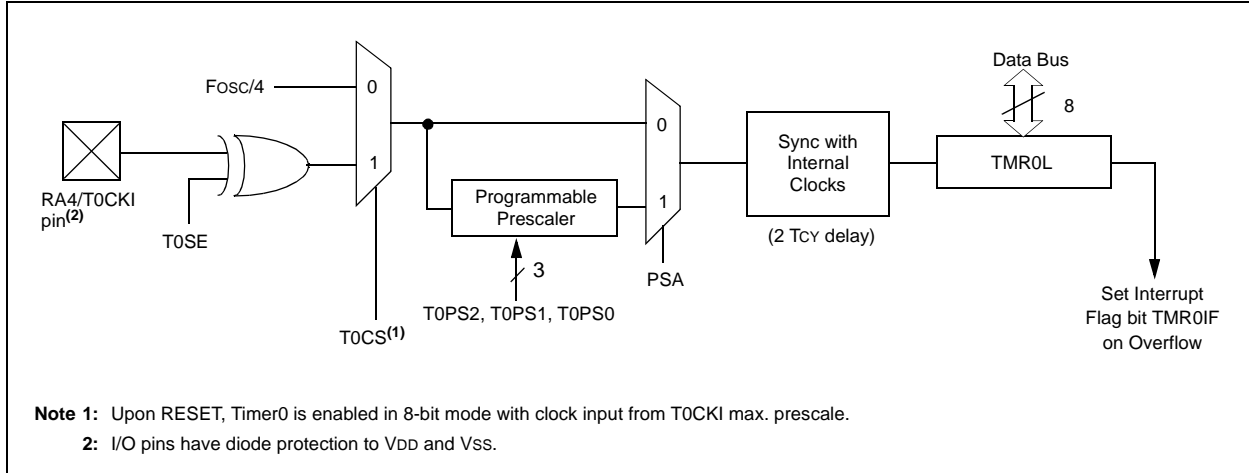 Data Bus
FOSC/4
0
8
0
1
Sync with
Internal
Clocks
TMR0L
RA4/T0CKI
pin(2)
T0SE
Programmable
Prescaler
1
(2 TCY delay)
3
PSA
T0PS2, T0PS1, T0PS0
T0CS(1)
Set Interrupt
Flag bit TMR0IF
on Overflow
Note 1: Upon RESET, Timer0 is enabled in 8-bit mode with clock input from T0CKI max. prescale.
2: I/O pins have diode protection to VDD and VSS.